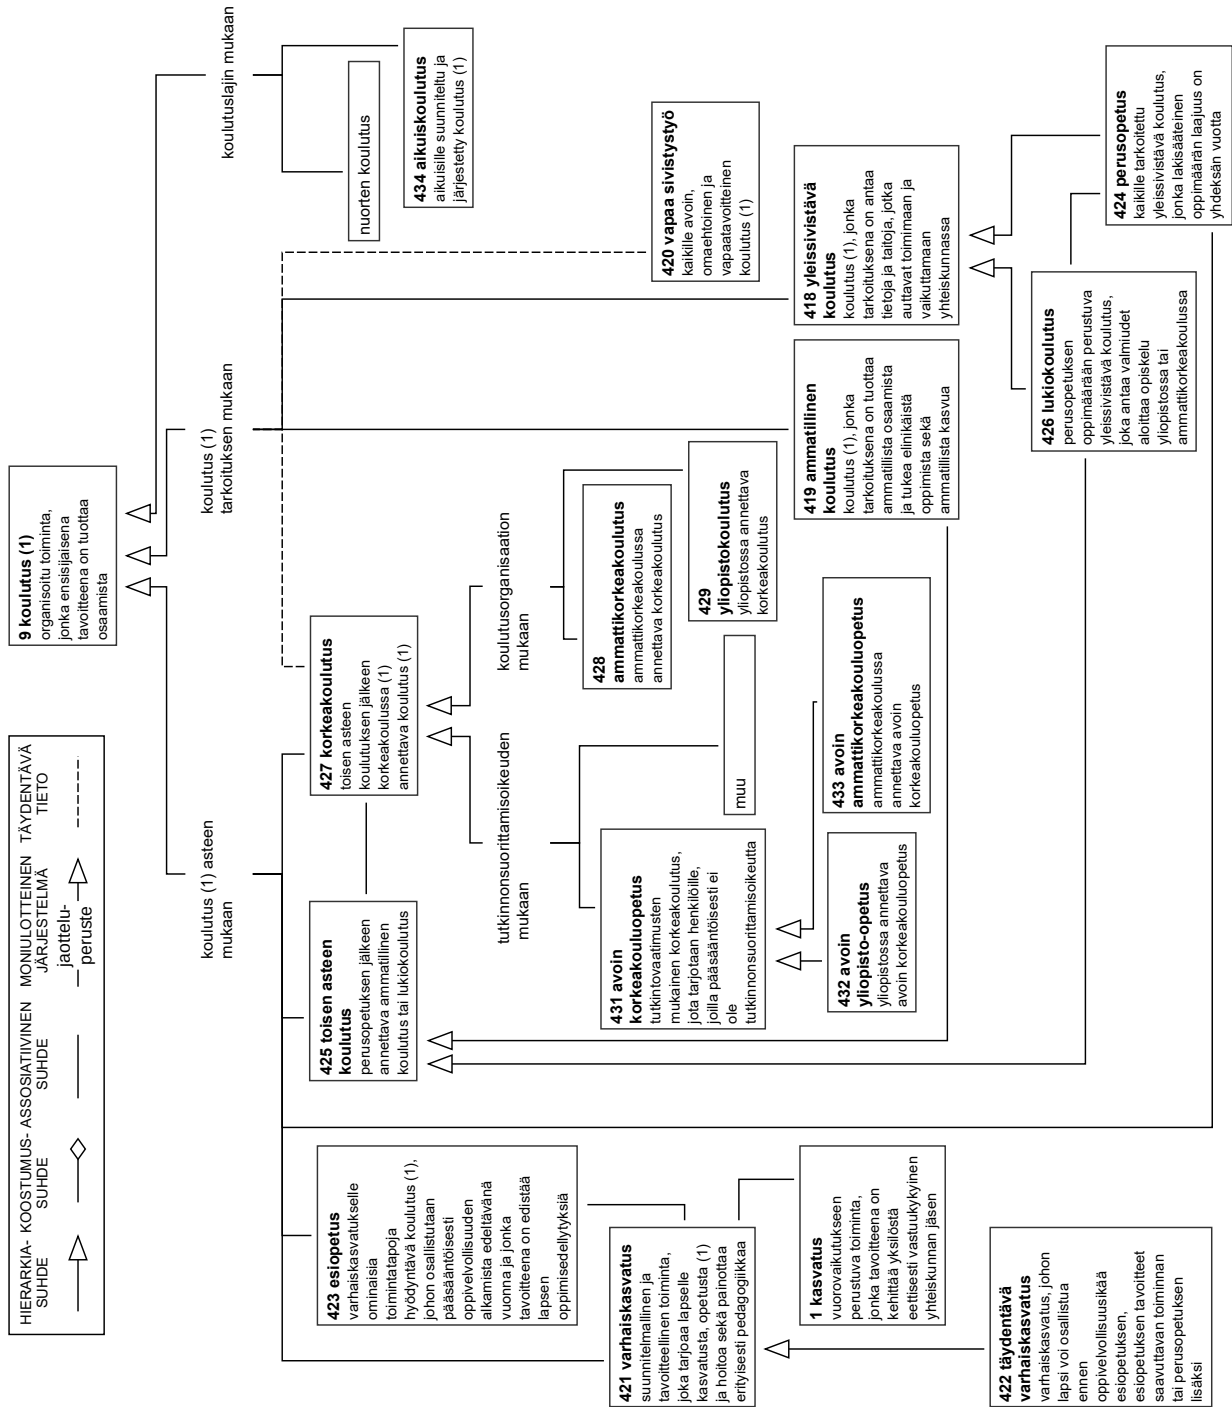 HIERARKIA- KOOSTUMUS- ASSOSIATIIVINEN MONIULOTTEINEN TÄYDENTÄVÄ
SUHDE SUHDE SUHDE JÄRJESTELMÄ TIETO
jaottelu-
peruste
9 koulutus (1)
organisoitu toiminta,
jonka ensisijaisena
tavoitteena on tuottaa
osaamista
koulutus (1) asteen
mukaan
koulutus (1)
tarkoituksen mukaan
koulutuslajin mukaan
nuorten koulutus
434 aikuiskoulutus
aikuisille suunniteltu ja
järjestetty koulutus (1)
423 esiopetus
varhaiskasvatukselle
ominaisia
toimintatapoja
hyödyntävä koulutus (1),
johon osallistutaan
pääsääntöisesti
oppivelvollisuuden
alkamista edeltävänä
vuonna ja jonka
tavoitteena on edistää
lapsen
oppimisedellytyksiä
425 toisen asteen
koulutus
perusopetuksen jälkeen
annettava ammatillinen
koulutus tai lukiokoulutus
427 korkeakoulutus
toisen asteen
koulutuksen jälkeen
korkeakoulussa (1)
annettava koulutus (1)
tutkinnonsuorittamisoikeuden
mukaan
koulutusorganisaation
mukaan
420 vapaa sivistystyö
kaikille avoin,
omaehtoinen ja
vapaatavoitteinen
koulutus (1)
421 varhaiskasvatus
suunnitelmallinen ja
tavoitteellinen toiminta,
joka tarjoaa lapselle
kasvatusta, opetusta (1)
ja hoitoa sekä painottaa
erityisesti pedagogiikkaa
431 avoin
korkeakouluopetus
tutkintovaatimusten
mukainen korkeakoulutus,
jota tarjotaan henkilöille,
joilla pääsääntöisesti ei
ole
tutkinnonsuorittamisoikeutta
muu
428
ammattikorkeakoulutus
ammattikorkeakoulussa
annettava korkeakoulutus
429
yliopistokoulutus
yliopistossa annettava
korkeakoulutus
1 kasvatus
vuorovaikutukseen
perustuva toiminta,
jonka tavoitteena on
kehittää yksilöstä
eettisesti vastuukykyinen
yhteiskunnan jäsen
432 avoin
yliopisto-opetus
yliopistossa annettava
avoin korkeakouluopetus
433 avoin
ammattikorkeakouluopetus
ammattikorkeakoulussa
annettava avoin
korkeakouluopetus
419 ammatillinen
koulutus
koulutus (1), jonka
tarkoituksena on tuottaa
ammatillista osaamista
ja tukea elinikäistä
oppimista sekä
ammatillista kasvua
418 yleissivistävä
koulutus
koulutus (1), jonka
tarkoituksena on antaa
tietoja ja taitoja, jotka
auttavat toimimaan ja
vaikuttamaan
yhteiskunnassa
422 täydentävä
varhaiskasvatus
varhaiskasvatus, johon
lapsi voi osallistua
ennen
oppivelvollisuusikää
esiopetuksen,
esiopetuksen tavoitteet
saavuttavan toiminnan
tai perusopetuksen
lisäksi
426 lukiokoulutus
perusopetuksen
oppimäärään perustuva
yleissivistävä koulutus,
joka antaa valmiudet
aloittaa opiskelu
yliopistossa tai
ammattikorkeakoulussa
424 perusopetus
kaikille tarkoitettu
yleissivistävä koulutus,
jonka lakisääteinen
oppimäärän laajuus on
yhdeksän vuotta